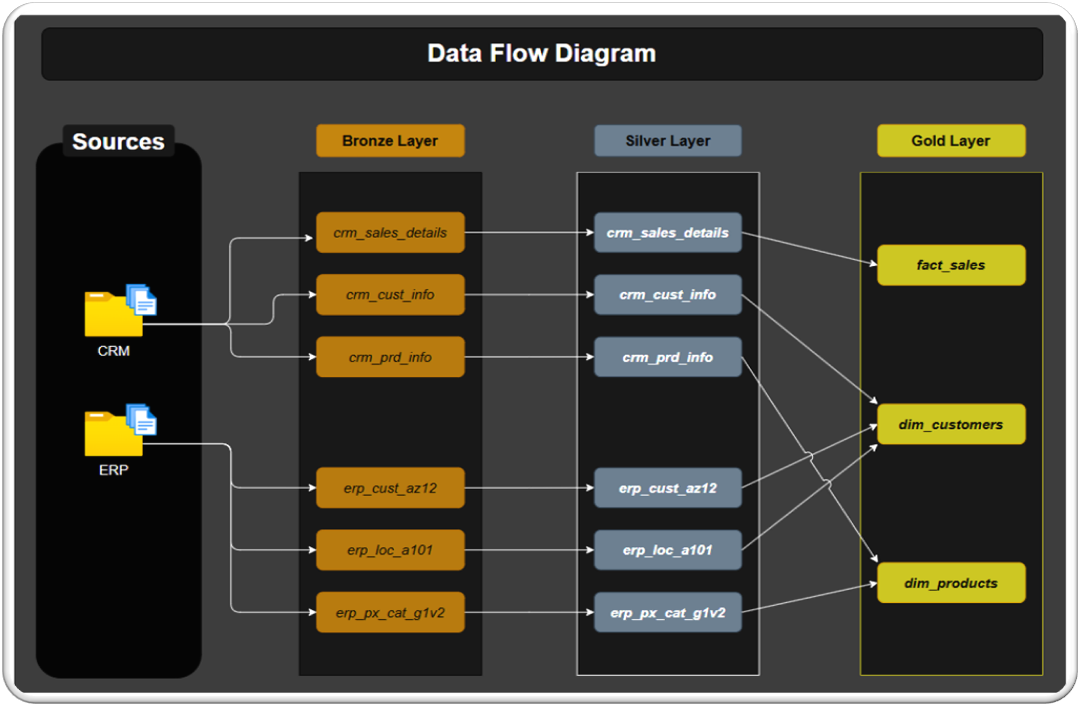 Data Flow Diagram
Sources
Bronze Layer
Silver Layer
Gold Layer
CRM
ERP
crm_sales_details
crm_cust_info
crm_prd_info
erp_cust_az12
erp_loc_a101
erp_px_cat_g1v2
crm_sales_details
crm_cust_info
crm_prd_info
erp_cust_az12
erp_loc_a101
erp_px_cat_g1v2
fact_sales
dim_customers
dim_products